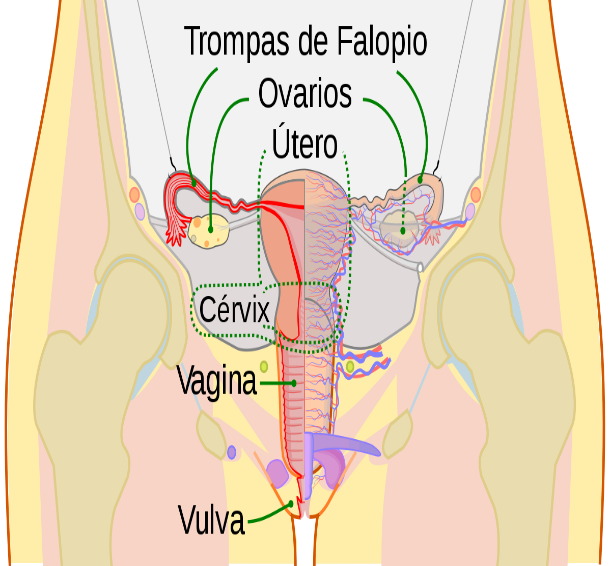 Trompas de Falopio
Ovarios
Útero
Cérvix
Vagina
Vulva